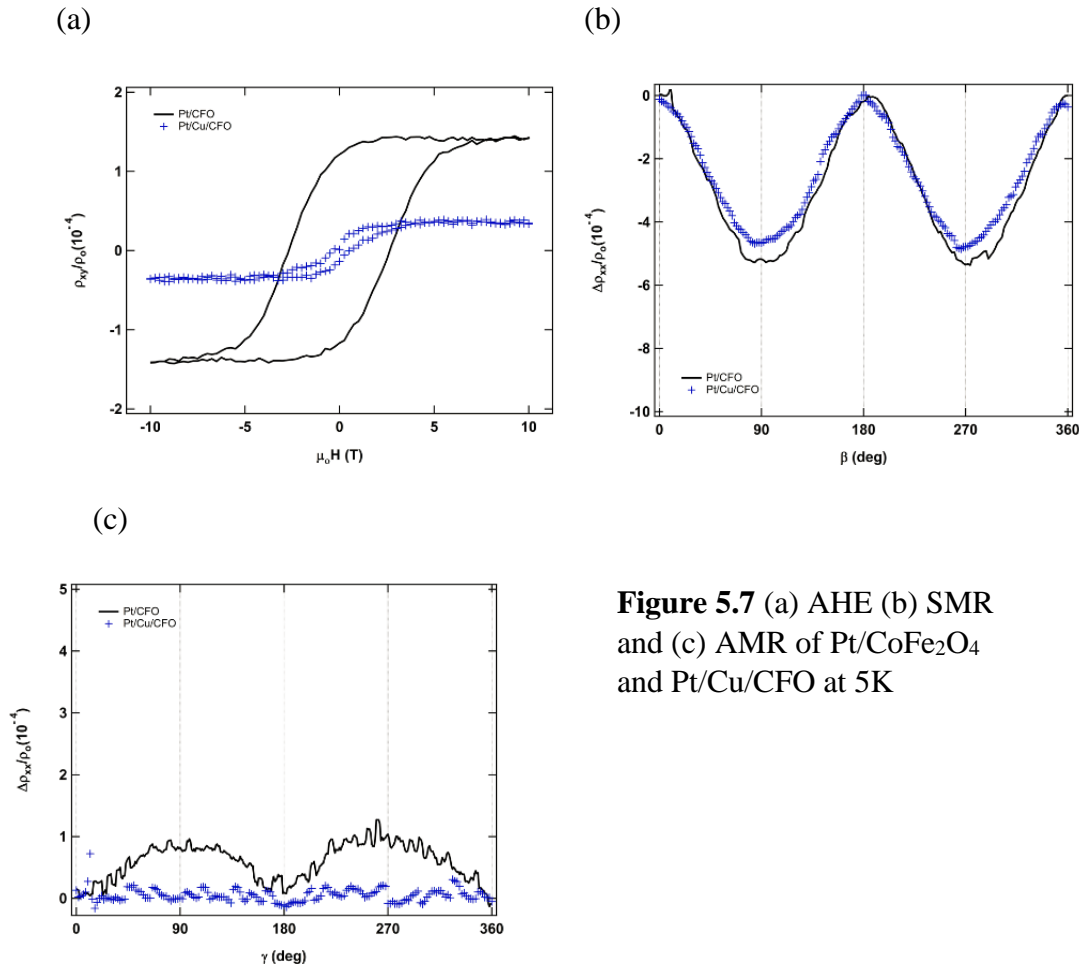 (a)
(b)
2
1
0
-1
-2
ρxy/ρo(10⁻⁴)
Pt/CFO
Pt/Cu/CFO
-10
-5
0
5
10
μoH (T)
0
-2
-4
-6
-8
-10
Δρxx/ρo(10⁻⁴)
Pt/CFO
Pt/Cu/CFO
0
90
180
270
360
β (deg)
(c)
5
4
3
2
1
0
Δρxx/ρo(10⁻⁴)
Pt/CFO
Pt/Cu/CFO
0
90
180
270
360
γ (deg)
Figure 5.7 (a) AHE (b) SMR
and (c) AMR of Pt/CoFe₂O₄
and Pt/Cu/CFO at 5K